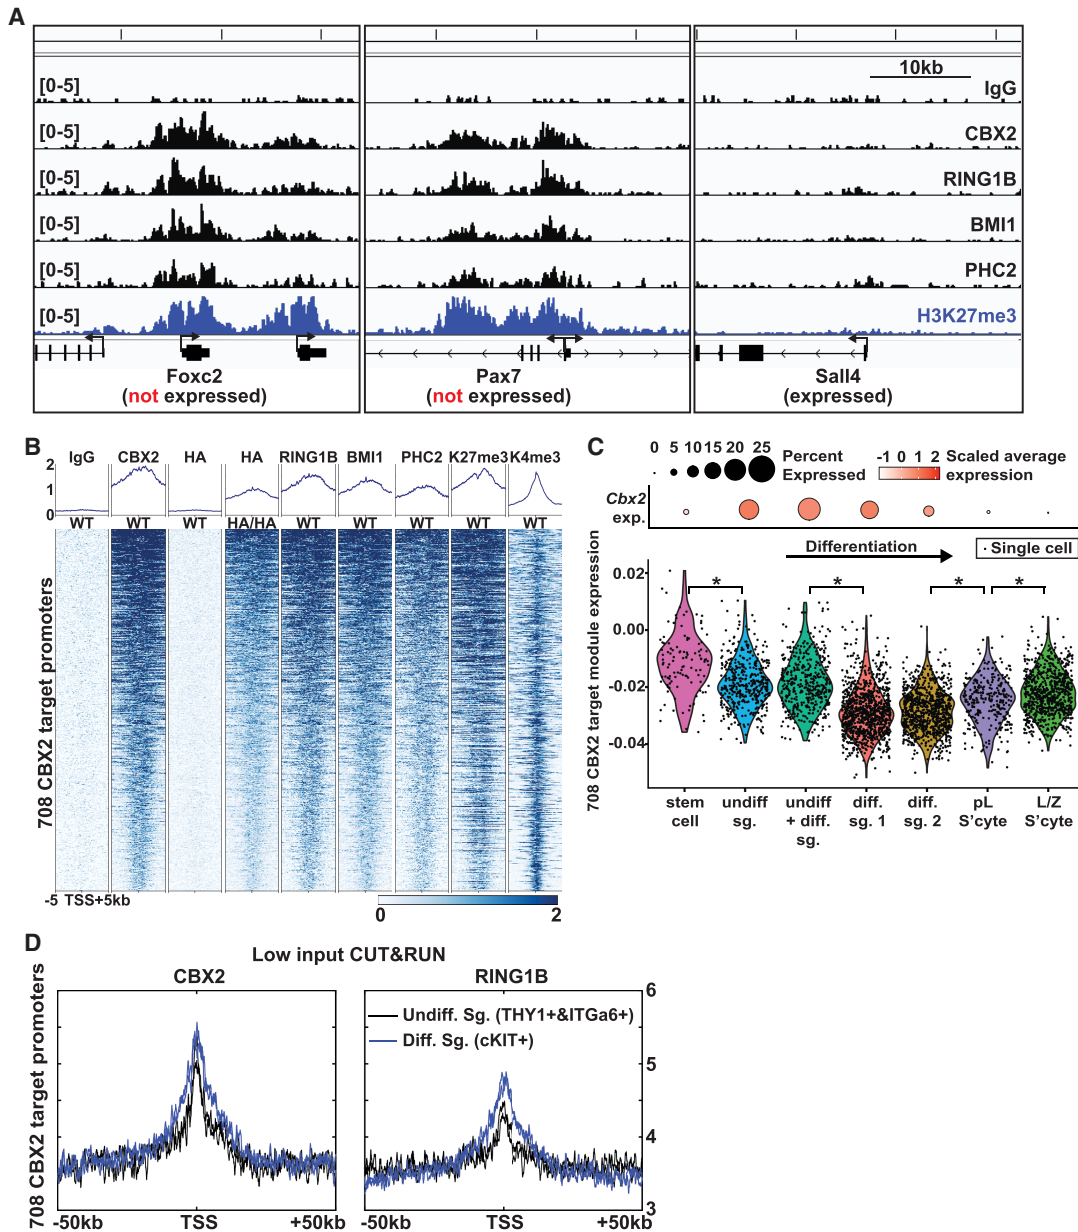 A
10kb
[0-5]
IgG
[0-5]
CBX2
[0-5]
RING1B
[0-5]
BMI1
[0-5]
PHC2
[0-5]
H3K27me3
Foxc2
(not expressed)
Pax7
(not expressed)
Sall4
(expressed)
B
IgG CBX2 HA HA RING1B BMI1 PHC2 K27me3 K4me3
2
1
0
WT WT WT HA/HA WT WT WT WT WT
708 CBX2 target promoters
-5 TSS+5kb
0 2
C
0 5 10 15 20 25
Percent
Expressed
-1 0 1 2
Scaled average
expression
Cbx2
exp.
Differentiation
Single cell
708 CBX2 target module expression
0.02
0.00
-0.02
-0.04
* * * *
stem
cell
undiff
sg.
undiff
+ diff.
sg.
diff.
sg. 1
diff.
sg. 2
pL
S'cyte
L/Z
S'cyte
D
Low input CUT&RUN
CBX2
RING1B
708 CBX2 target promoters
Undiff. Sg. (THY1+&ITGa6+)
Diff. Sg. (cKIT+)
6
5
4
3
-50kb TSS +50kb
-50kb TSS +50kb